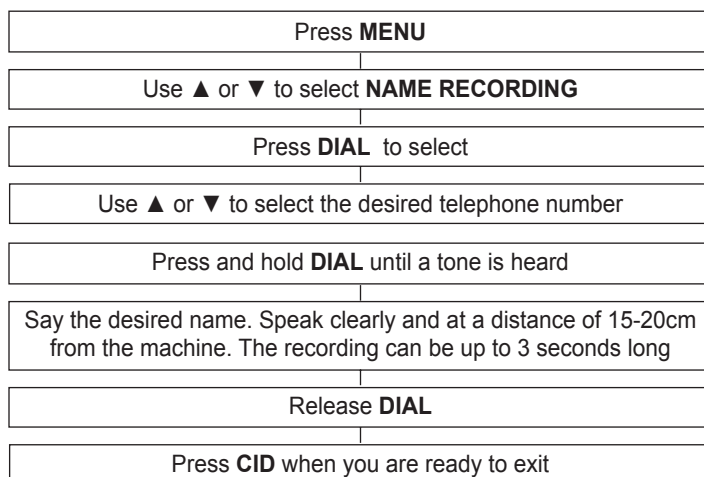 Press MENU
Use ▲ or ▼ to select NAME RECORDING
Press DIAL to select
Use ▲ or ▼ to select the desired telephone number
Press and hold DIAL until a tone is heard
Say the desired name. Speak clearly and at a distance of 15-20cm
from the machine. The recording can be up to 3 seconds long
Release DIAL
Press CID when you are ready to exit